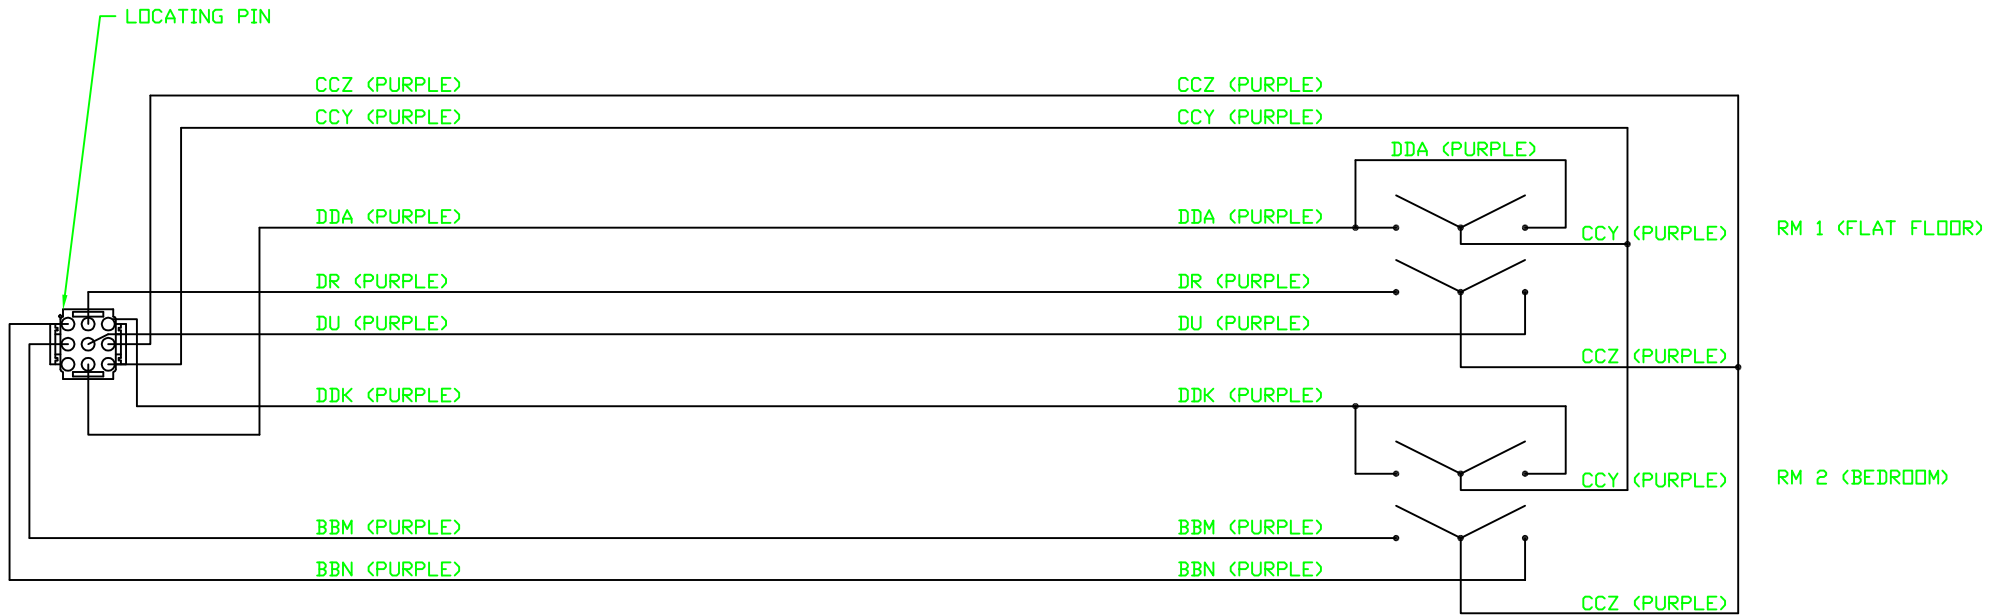 LOCATING PIN
CCZ (PURPLE) CCZ (PURPLE)
CCY (PURPLE) CCY (PURPLE)
DDA (PURPLE)
DDA (PURPLE) DDA (PURPLE)
CCY (PURPLE) RM 1 (FLAT FLOOR)
DR (PURPLE) DR (PURPLE)
DU (PURPLE) DU (PURPLE)
CCZ (PURPLE)
DDK (PURPLE) DDK (PURPLE)
CCY (PURPLE) RM 2 (BEDROOM)
BBM (PURPLE) BBM (PURPLE)
BBN (PURPLE) BBN (PURPLE)
CCZ (PURPLE)